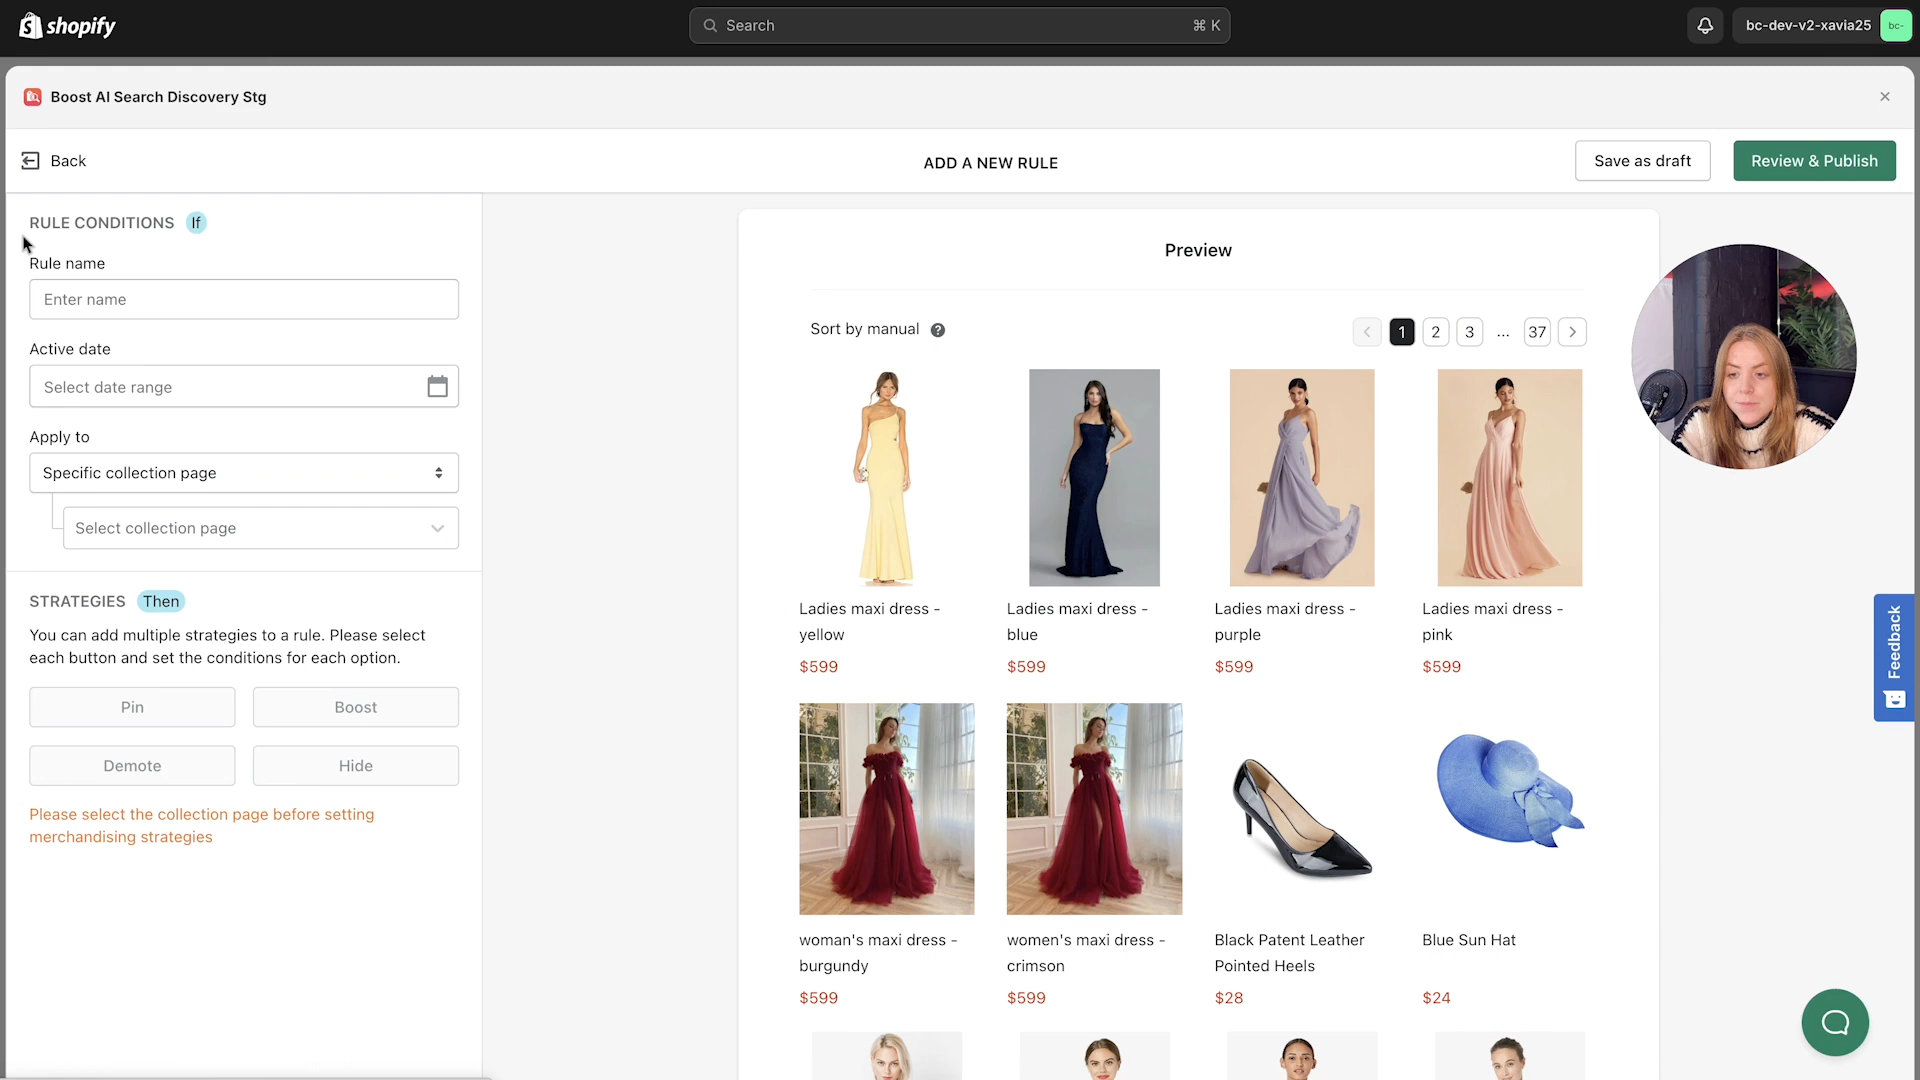 shopify
Search
⌘ K
bc-dev-v2-xavia25
bc-
Boost AI Search Discovery Stg
Back
ADD A NEW RULE
Save as draft
Review & Publish
RULE CONDITIONS If
Rule name
Enter name
Active date
Select date range
Apply to
Specific collection page
Select collection page
STRATEGIES Then
You can add multiple strategies to a rule. Please select
each button and set the conditions for each option.
Pin
Boost
Demote
Hide
Please select the collection page before setting
merchandising strategies
Preview
Sort by manual ?
1 2 3 ... 37
Ladies maxi dress -
yellow
$599
Ladies maxi dress -
blue
$599
Ladies maxi dress -
purple
$599
Ladies maxi dress -
pink
$599
woman's maxi dress -
burgundy
$599
women's maxi dress -
crimson
$599
Black Patent Leather
Pointed Heels
$28
Blue Sun Hat
$24
Feedback